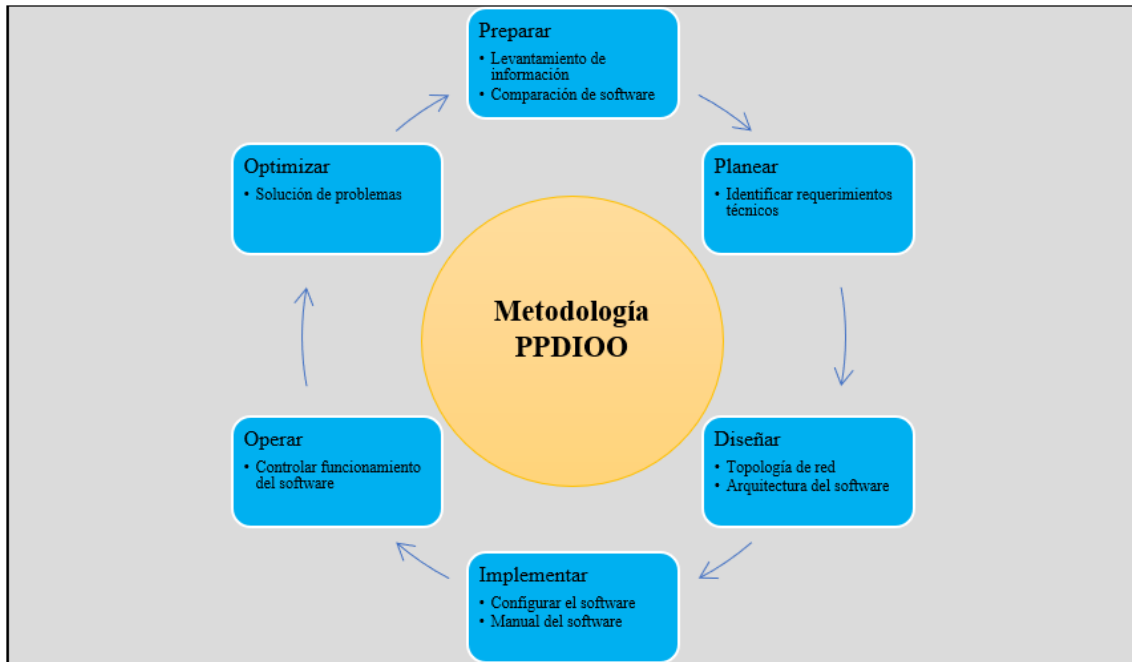 Preparar
• Levantamiento de
información
• Comparación de software
Planear
• Identificar requerimientos
técnicos
Diseñar
• Topología de red
• Arquitectura del software
Implementar
• Configurar el software
• Manual del software
Operar
• Controlar funcionamiento
del software
Optimizar
• Solución de problemas
Metodología
PPDIOO